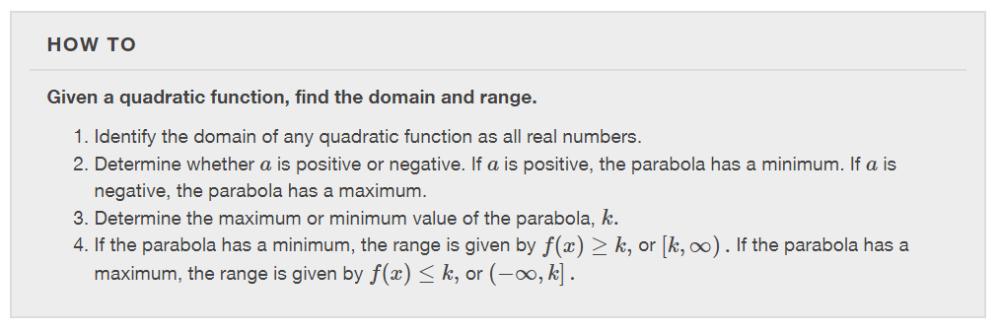 HOW TO
Given a quadratic function, find the domain and range.
1. Identify the domain of any quadratic function as all real numbers.
2. Determine whether a is positive or negative. If a is positive, the parabola has a minimum. If a is
negative, the parabola has a maximum.
3. Determine the maximum or minimum value of the parabola, k.
4. If the parabola has a minimum, the range is given by f(x) ≥ k, or [k, ∞). If the parabola has a
maximum, the range is given by f(x) ≤ k, or (−∞, k].